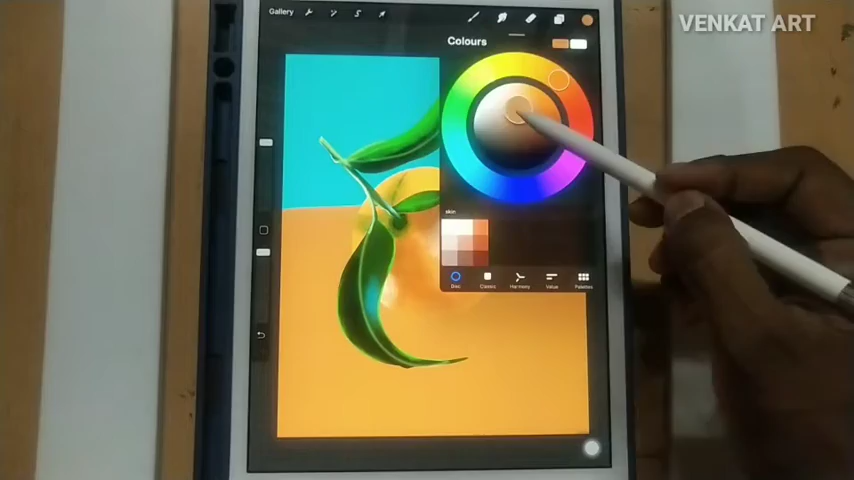 VENKAT ART
Gallery
Colours
skin
Disc Classic Harmony Value Palettes